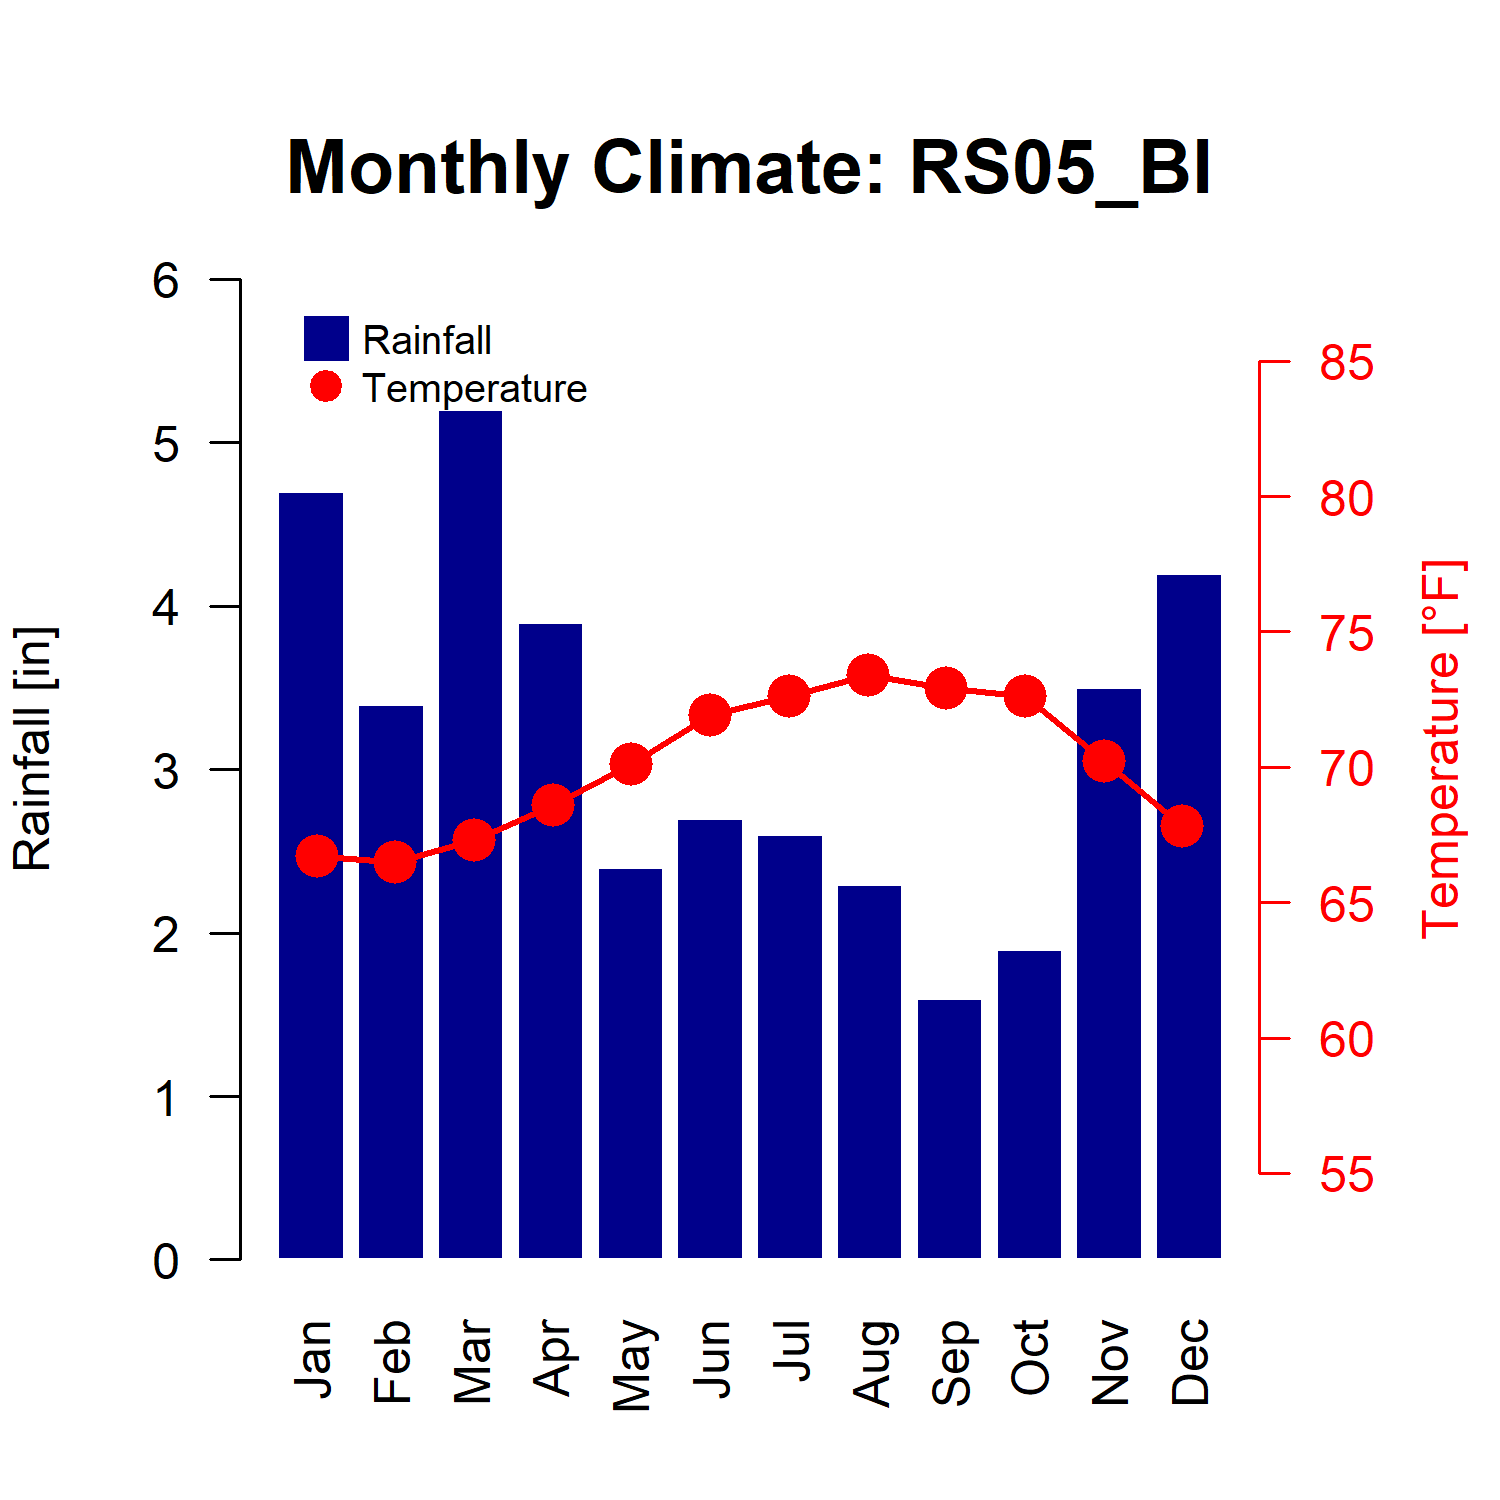 Monthly Climate: RS05_BI
Rainfall
Temperature
6
5
4
3
2
1
0
Rainfall [in]
85
80
75
70
65
60
55
Temperature [°F]
Jan
Feb
Mar
Apr
May
Jun
Jul
Aug
Sep
Oct
Nov
Dec